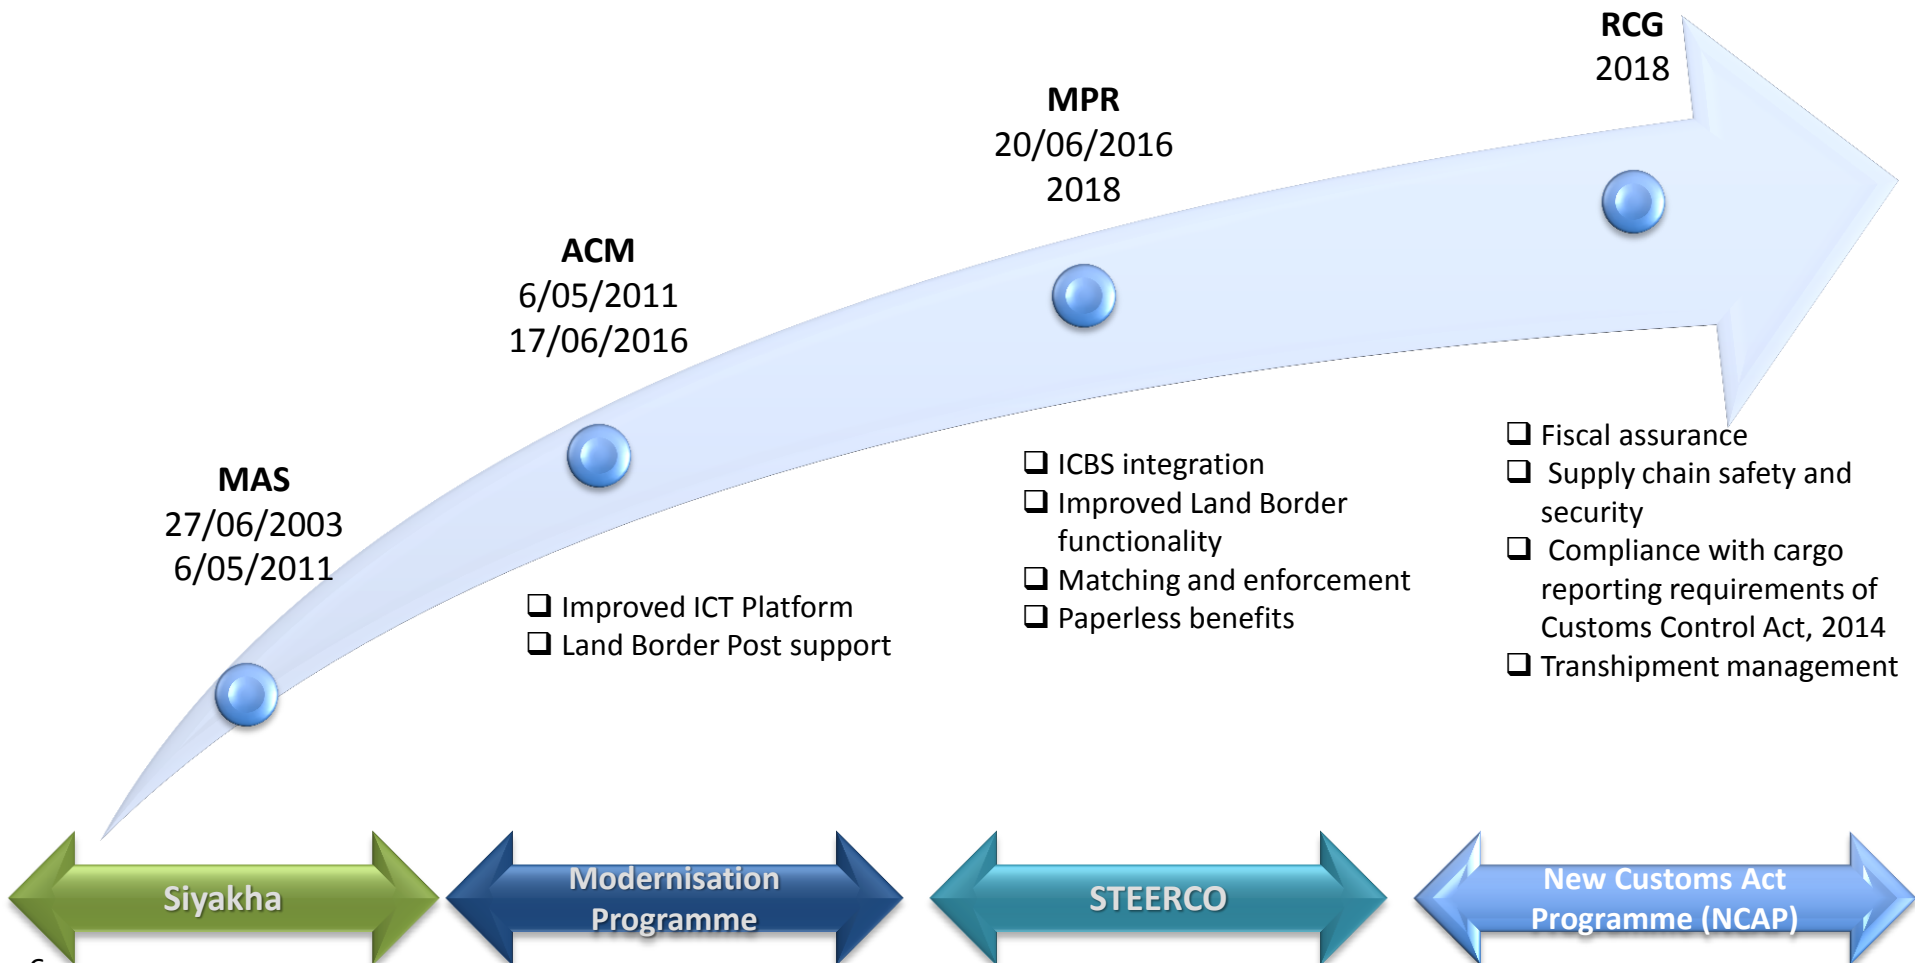 RCG
2018
MPR
20/06/2016
2018
ACM
6/05/2011
17/06/2016
MAS
27/06/2003
6/05/2011
❑ Improved ICT Platform
❑ Land Border Post support
❑ ICBS integration
❑ Improved Land Border
functionality
❑ Matching and enforcement
❑ Paperless benefits
❑ Fiscal assurance
❑ Supply chain safety and
security
❑ Compliance with cargo
reporting requirements of
Customs Control Act, 2014
❑ Transhipment management
Siyakha
Modernisation
Programme
STEERCO
New Customs Act
Programme (NCAP)